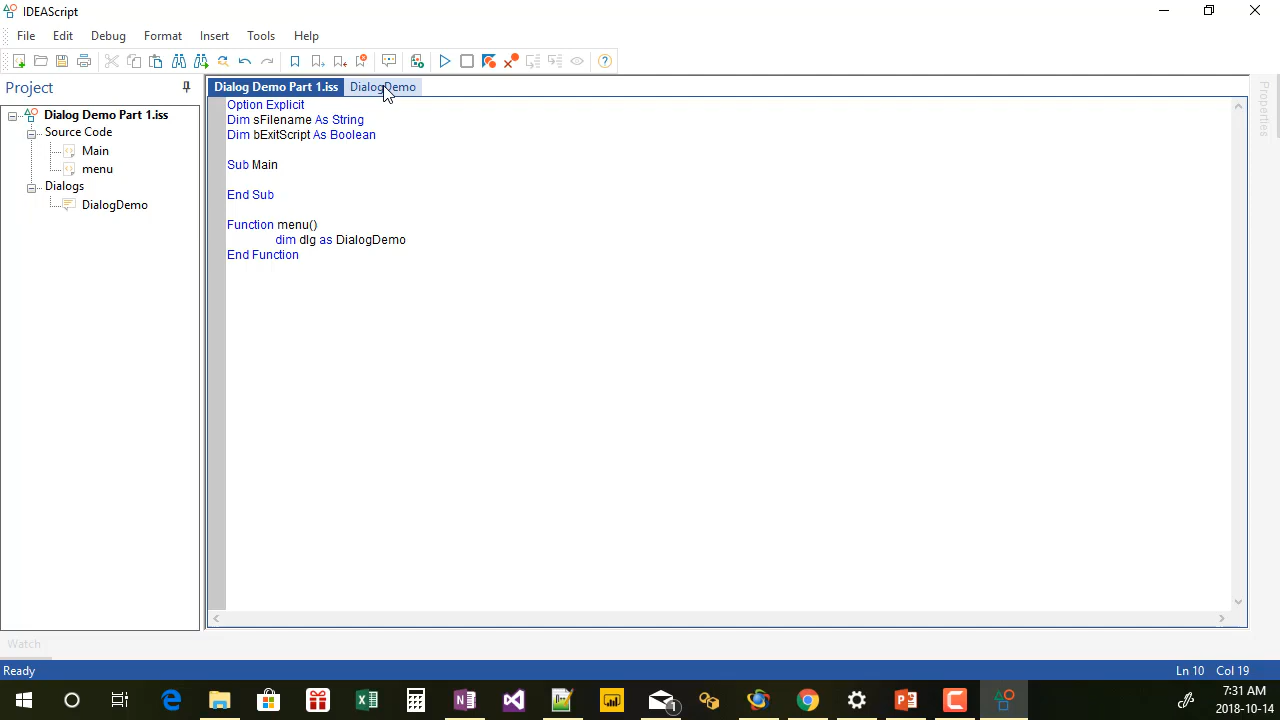 IDEAScript
File Edit Debug Format Insert Tools Help
Project
Dialog Demo Part 1.iss
Source Code
Main
menu
Dialogs
DialogDemo
Dialog Demo Part 1.iss DialogDemo
Option Explicit
Dim sFilename As String
Dim bExitScript As Boolean
Sub Main
End Sub
Function menu()
dim dlg as DialogDemo
End Function
Properties
Watch
Ready Ln 10 Col 19
1
7:31 AM
2018-10-14